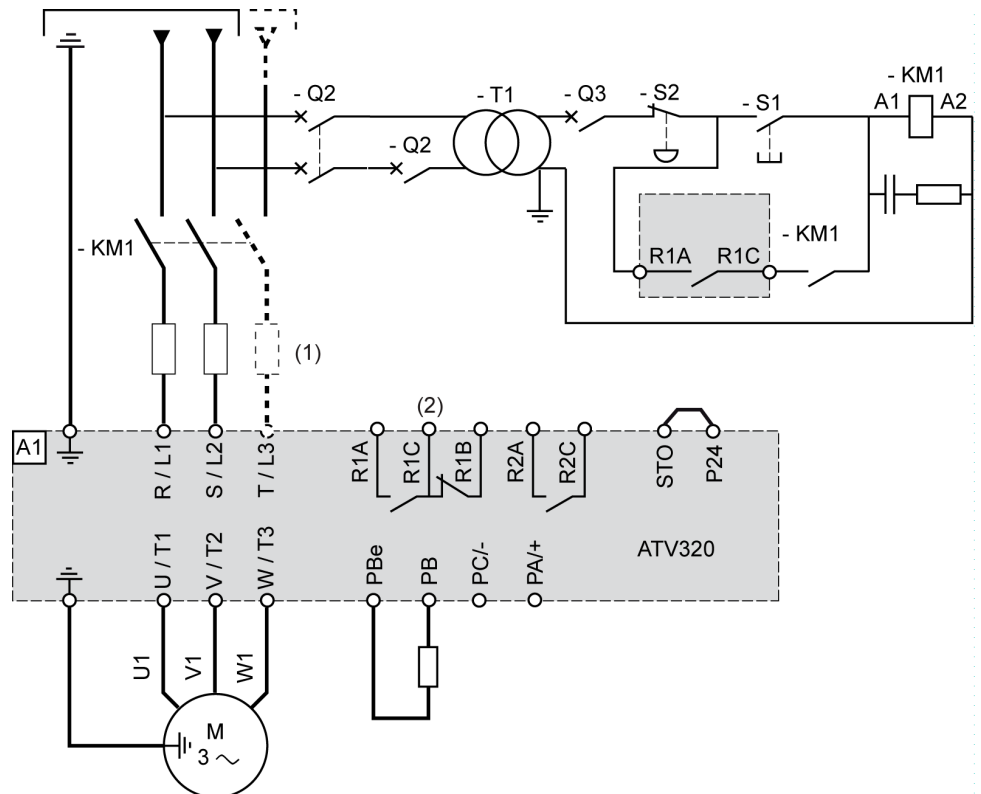 - Q2
- T1
- Q3
- S2
- S1
- KM1
A1
A2
- Q2
- KM1
- KM1
R1A
R1C
(1)
(2)
A1
R / L1
S / L2
T / L3
R1A
R1C
R1B
R2A
R2C
STO
P24
ATV320
U / T1
V / T2
W / T3
PBe
PB
PC/-
PA/+
U1
V1
W1
M
3 ~